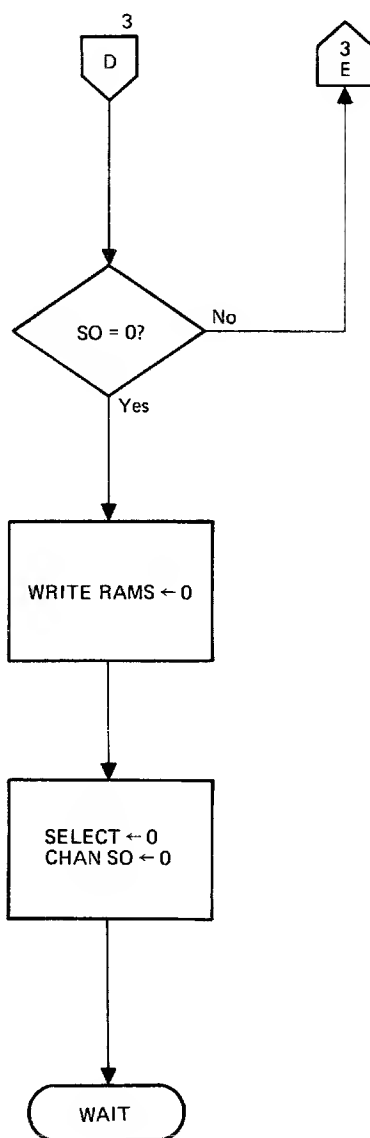 3
D
3
E
SO = 0?
No
Yes
WRITE RAMS ← 0
SELECT ← 0
CHAN SO ← 0
WAIT